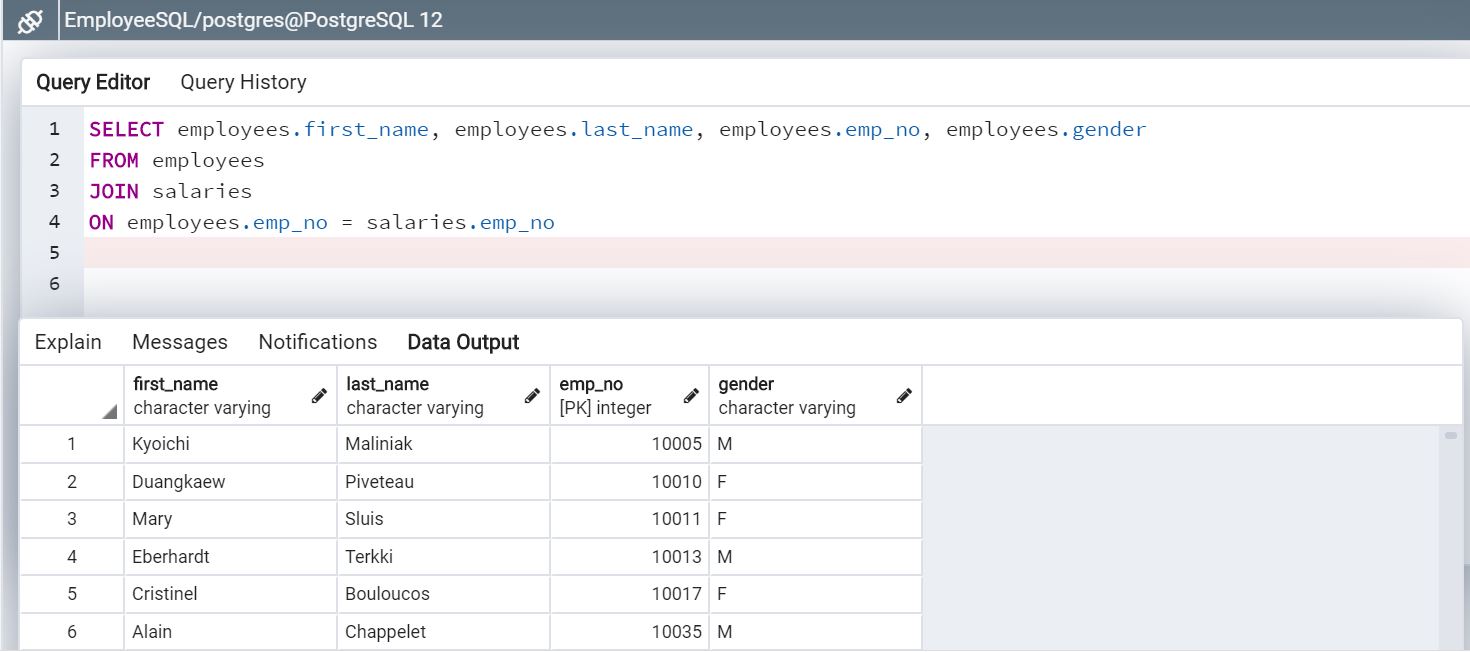 EmployeeSQL/postgres@PostgreSQL 12
Query Editor Query History
1 SELECT employees.first_name, employees.last_name, employees.emp_no, employees.gender
2 FROM employees
3 JOIN salaries
4 ON employees.emp_no = salaries.emp_no
5
6
Explain Messages Notifications Data Output
first_name last_name emp_no gender
character varying character varying [PK] integer character varying
1 Kyoichi Maliniak 10005 M
2 Duangkaew Piveteau 10010 F
3 Mary Sluis 10011 F
4 Eberhardt Terkki 10013 M
5 Cristinel Bouloucos 10017 F
6 Alain Chappelet 10035 M